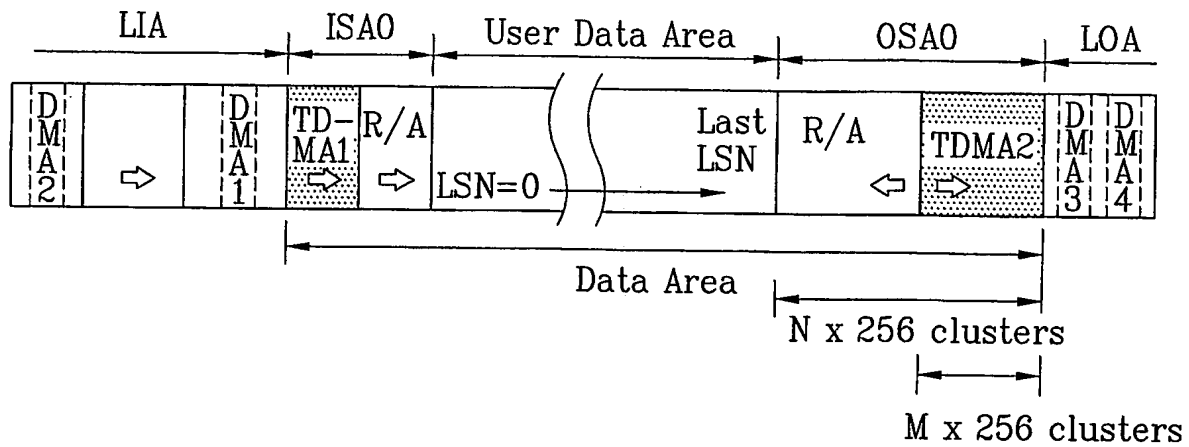 LIA ISA0 User Data Area OSA0 LOA
DMA2
DMA1
TD-
MA1
R/A
LSN=0
Last
LSN
R/A
TDMA2
DMA3
DMA4
Data Area
N x 256 clusters
M x 256 clusters